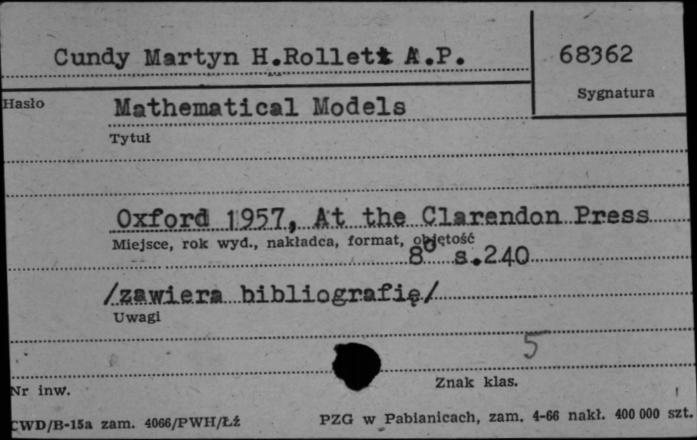 Cundy Martyn H.Rollett A.P.
68362
Hasło
Sygnatura
Mathematical Models
Tytuł
Oxford 1957, At the Clarendon Press
Miejsce, rok wyd., nakładca, format, objętość
8° s.240
/zawiera bibliografię/
Uwagi
5
Nr inw.
Znak klas.
CWD/B-15a zam. 4066/PWH/Łź
PZG w Pabianicach, zam. 4-66 nakł. 400 000 szt.